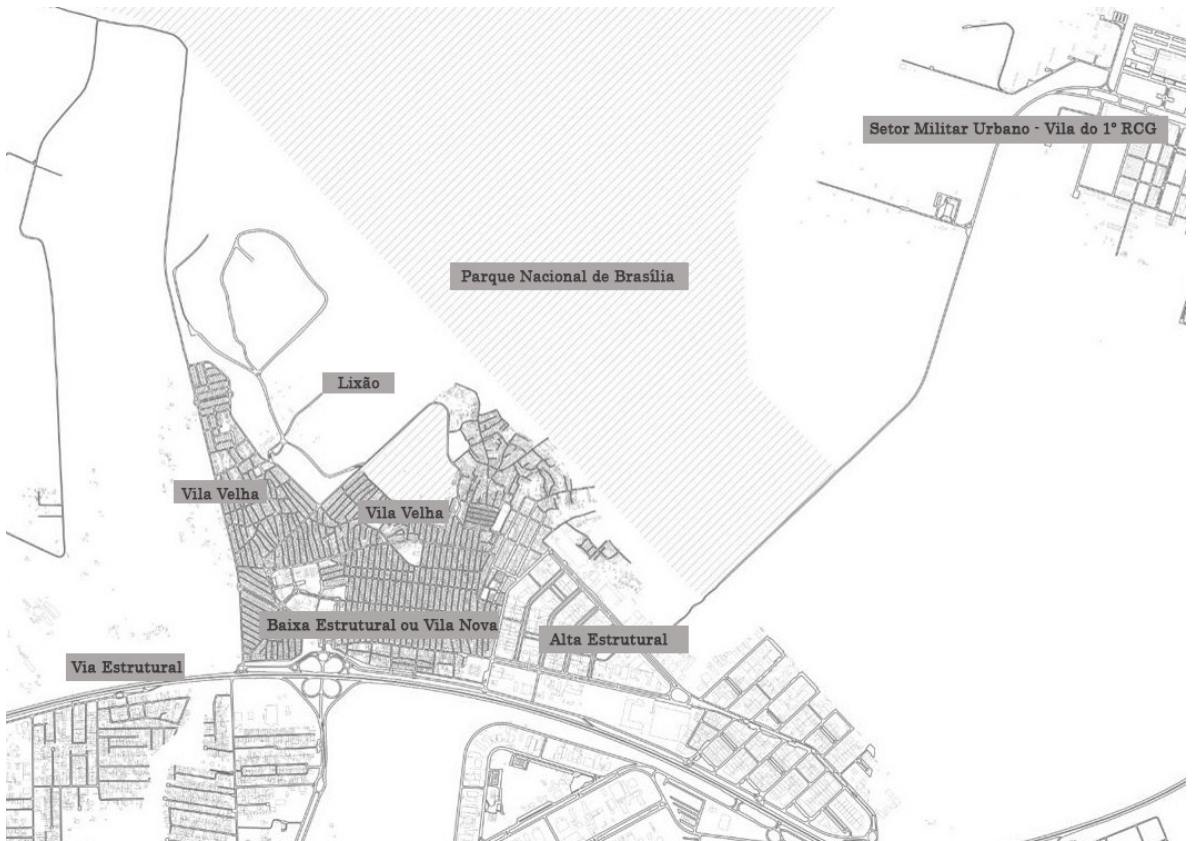 Setor Militar Urbano - Vila do 1º RCG
Parque Nacional de Brasília
Lixão
Vila Velha
Vila Velha
Baixa Estrutural ou Vila Nova
Alta Estrutural
Via Estrutural